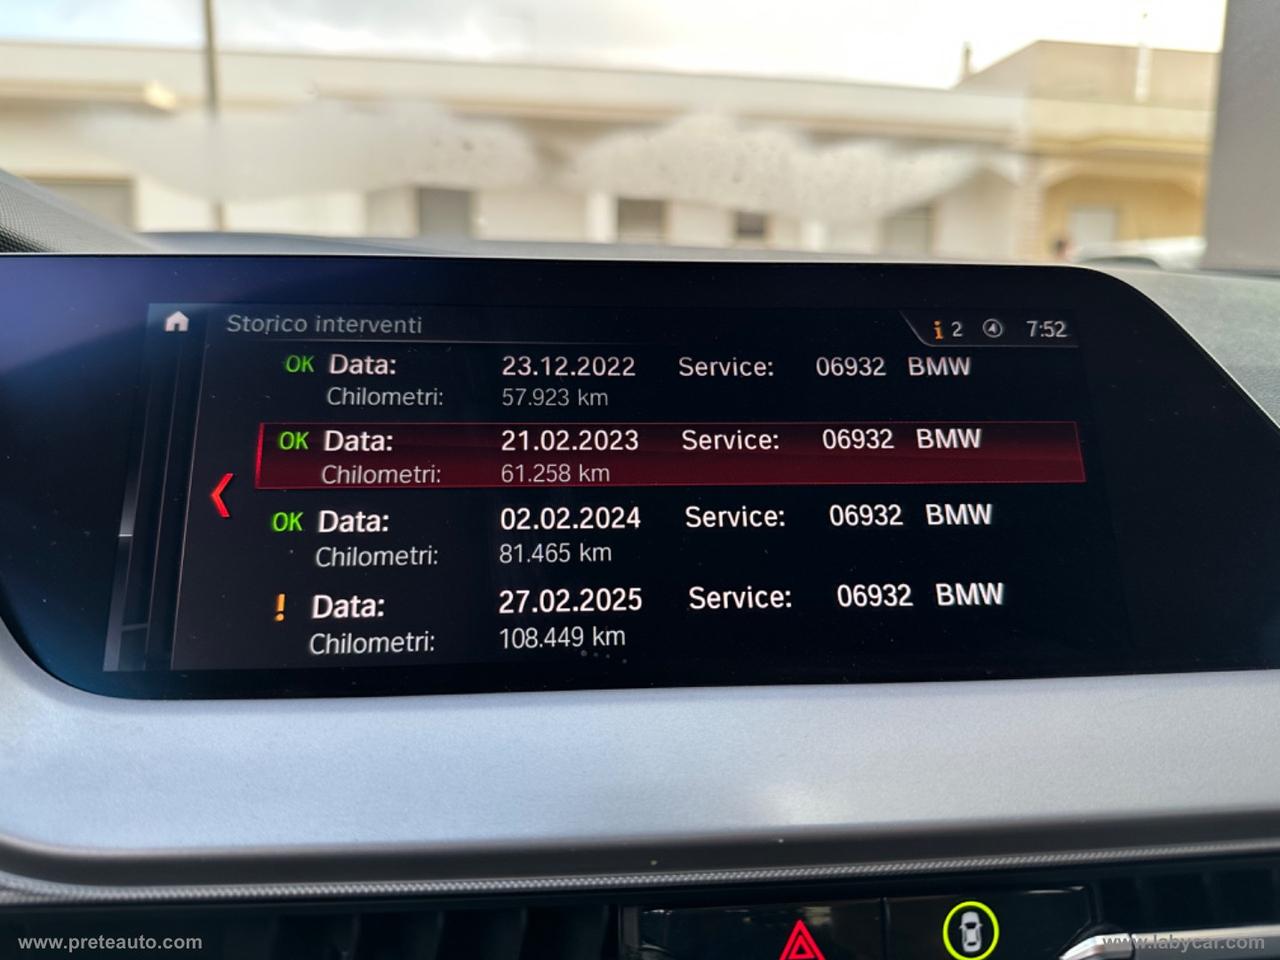 Storico interventi
2 7:52
OK Data: 23.12.2022 Service: 06932 BMW
Chilometri: 57.923 km
OK Data: 21.02.2023 Service: 06932 BMW
Chilometri: 61.258 km
OK Data: 02.02.2024 Service: 06932 BMW
Chilometri: 81.465 km
! Data: 27.02.2025 Service: 06932 BMW
Chilometri: 108.449 km
www.preteauto.com
www.labycar.com